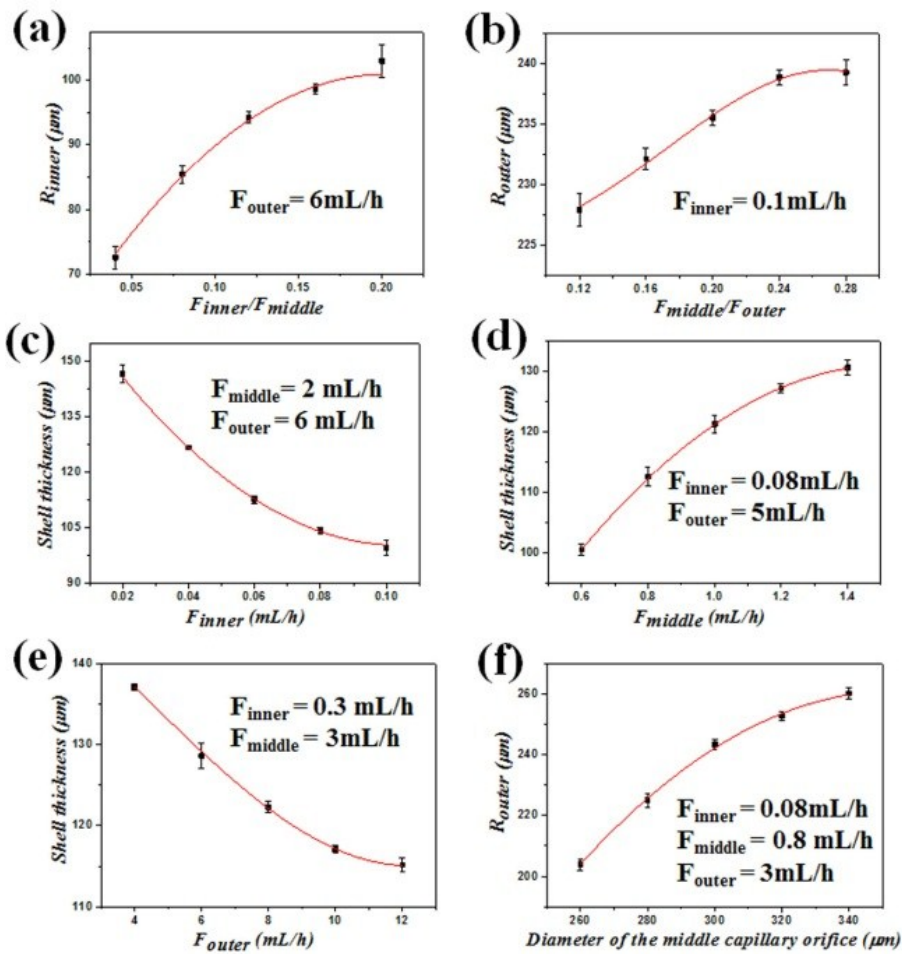 (a)
R_inner (μm)
100
90
80
70
F_outer = 6mL/h
0.05 0.10 0.15 0.20
F_inner/F_middle
(b)
R_outer (μm)
240
235
230
225
F_inner = 0.1mL/h
0.12 0.16 0.20 0.24 0.28
F_middle/F_outer
(c)
Shell thickness (μm)
150
135
120
105
90
F_middle = 2 mL/h
F_outer = 6 mL/h
0.02 0.04 0.06 0.08 0.10
F_inner (mL/h)
(d)
Shell thickness (μm)
130
120
110
100
F_inner = 0.08mL/h
F_outer = 5mL/h
0.6 0.8 1.0 1.2 1.4
F_middle (mL/h)
(e)
Shell thickness (μm)
140
130
120
110
F_inner = 0.3 mL/h
F_middle = 3mL/h
4 6 8 10 12
F_outer (mL/h)
(f)
R_outer (μm)
260
240
220
200
F_inner = 0.08mL/h
F_middle = 0.8 mL/h
F_outer = 3mL/h
260 280 300 320 340
Diameter of the middle capillary orifice (μm)